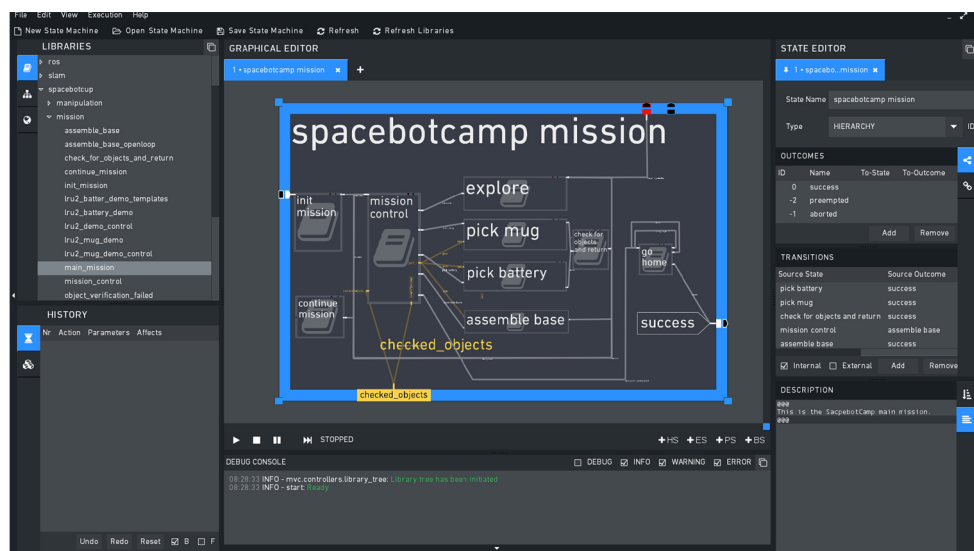 File Edit View Execution Help
New State Machine Open State Machine Save State Machine Refresh Refresh Libraries
LIBRARIES
ros
slam
spacebotcup
manipulation
mission
assemble_base
assemble_base_openloop
check_for_objects_and_return
continue_mission
init_mission
lru2_batter_demo_templates
lru2_battery_demo
lru2_demo_control
lru2_mug_demo
lru2_mug_demo_control
main_mission
mission_control
object_verification_failed
HISTORY
Nr Action Parameters Affects
Undo Redo Reset B F
GRAPHICAL EDITOR
1 • spacebotcamp mission × +
spacebotcamp mission
init mission
mission control
explore
pick mug
pick battery
assemble base
check for objects and return
go home
continue mission
success
checked_objects
checked_objects
STOPPED
+HS +ES +PS +BS
DEBUG CONSOLE
DEBUG INFO WARNING ERROR
08:28:33 INFO - mvc.controllers.library_tree: Library tree has been initiated
08:28:33 INFO - start: Ready
STATE EDITOR
1 • spacebo...mission ×
State Name spacebotcamp mission
Type HIERARCHY ID
OUTCOMES
ID Name To-State To-Outcome
0 success
-2 preempted
-1 aborted
Add Remove
TRANSITIONS
Source State Source Outcome
pick battery success
pick mug success
check for objects and return success
mission control assemble base
assemble base success
Internal External Add Remove
DESCRIPTION
@@@
This is the SacpebotCamp main mission.
@@@